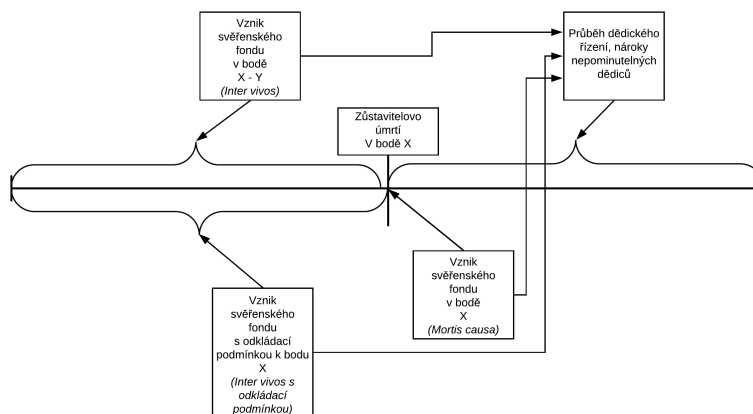 Vznik
svěřenského
fondu
v bodě
X - Y
(Inter vivos)
Průběh dědického
řízení, nároky
nepominutelných
dědiců
Zůstavitelovo
úmrtí
V bodě X
Vznik
svěřenského
fondu
v bodě
X
(Mortis causa)
Vznik
svěřenského
fondu
s odkládací
podmínkou k bodu
X
(Inter vivos s
odkládací
podmínkou)